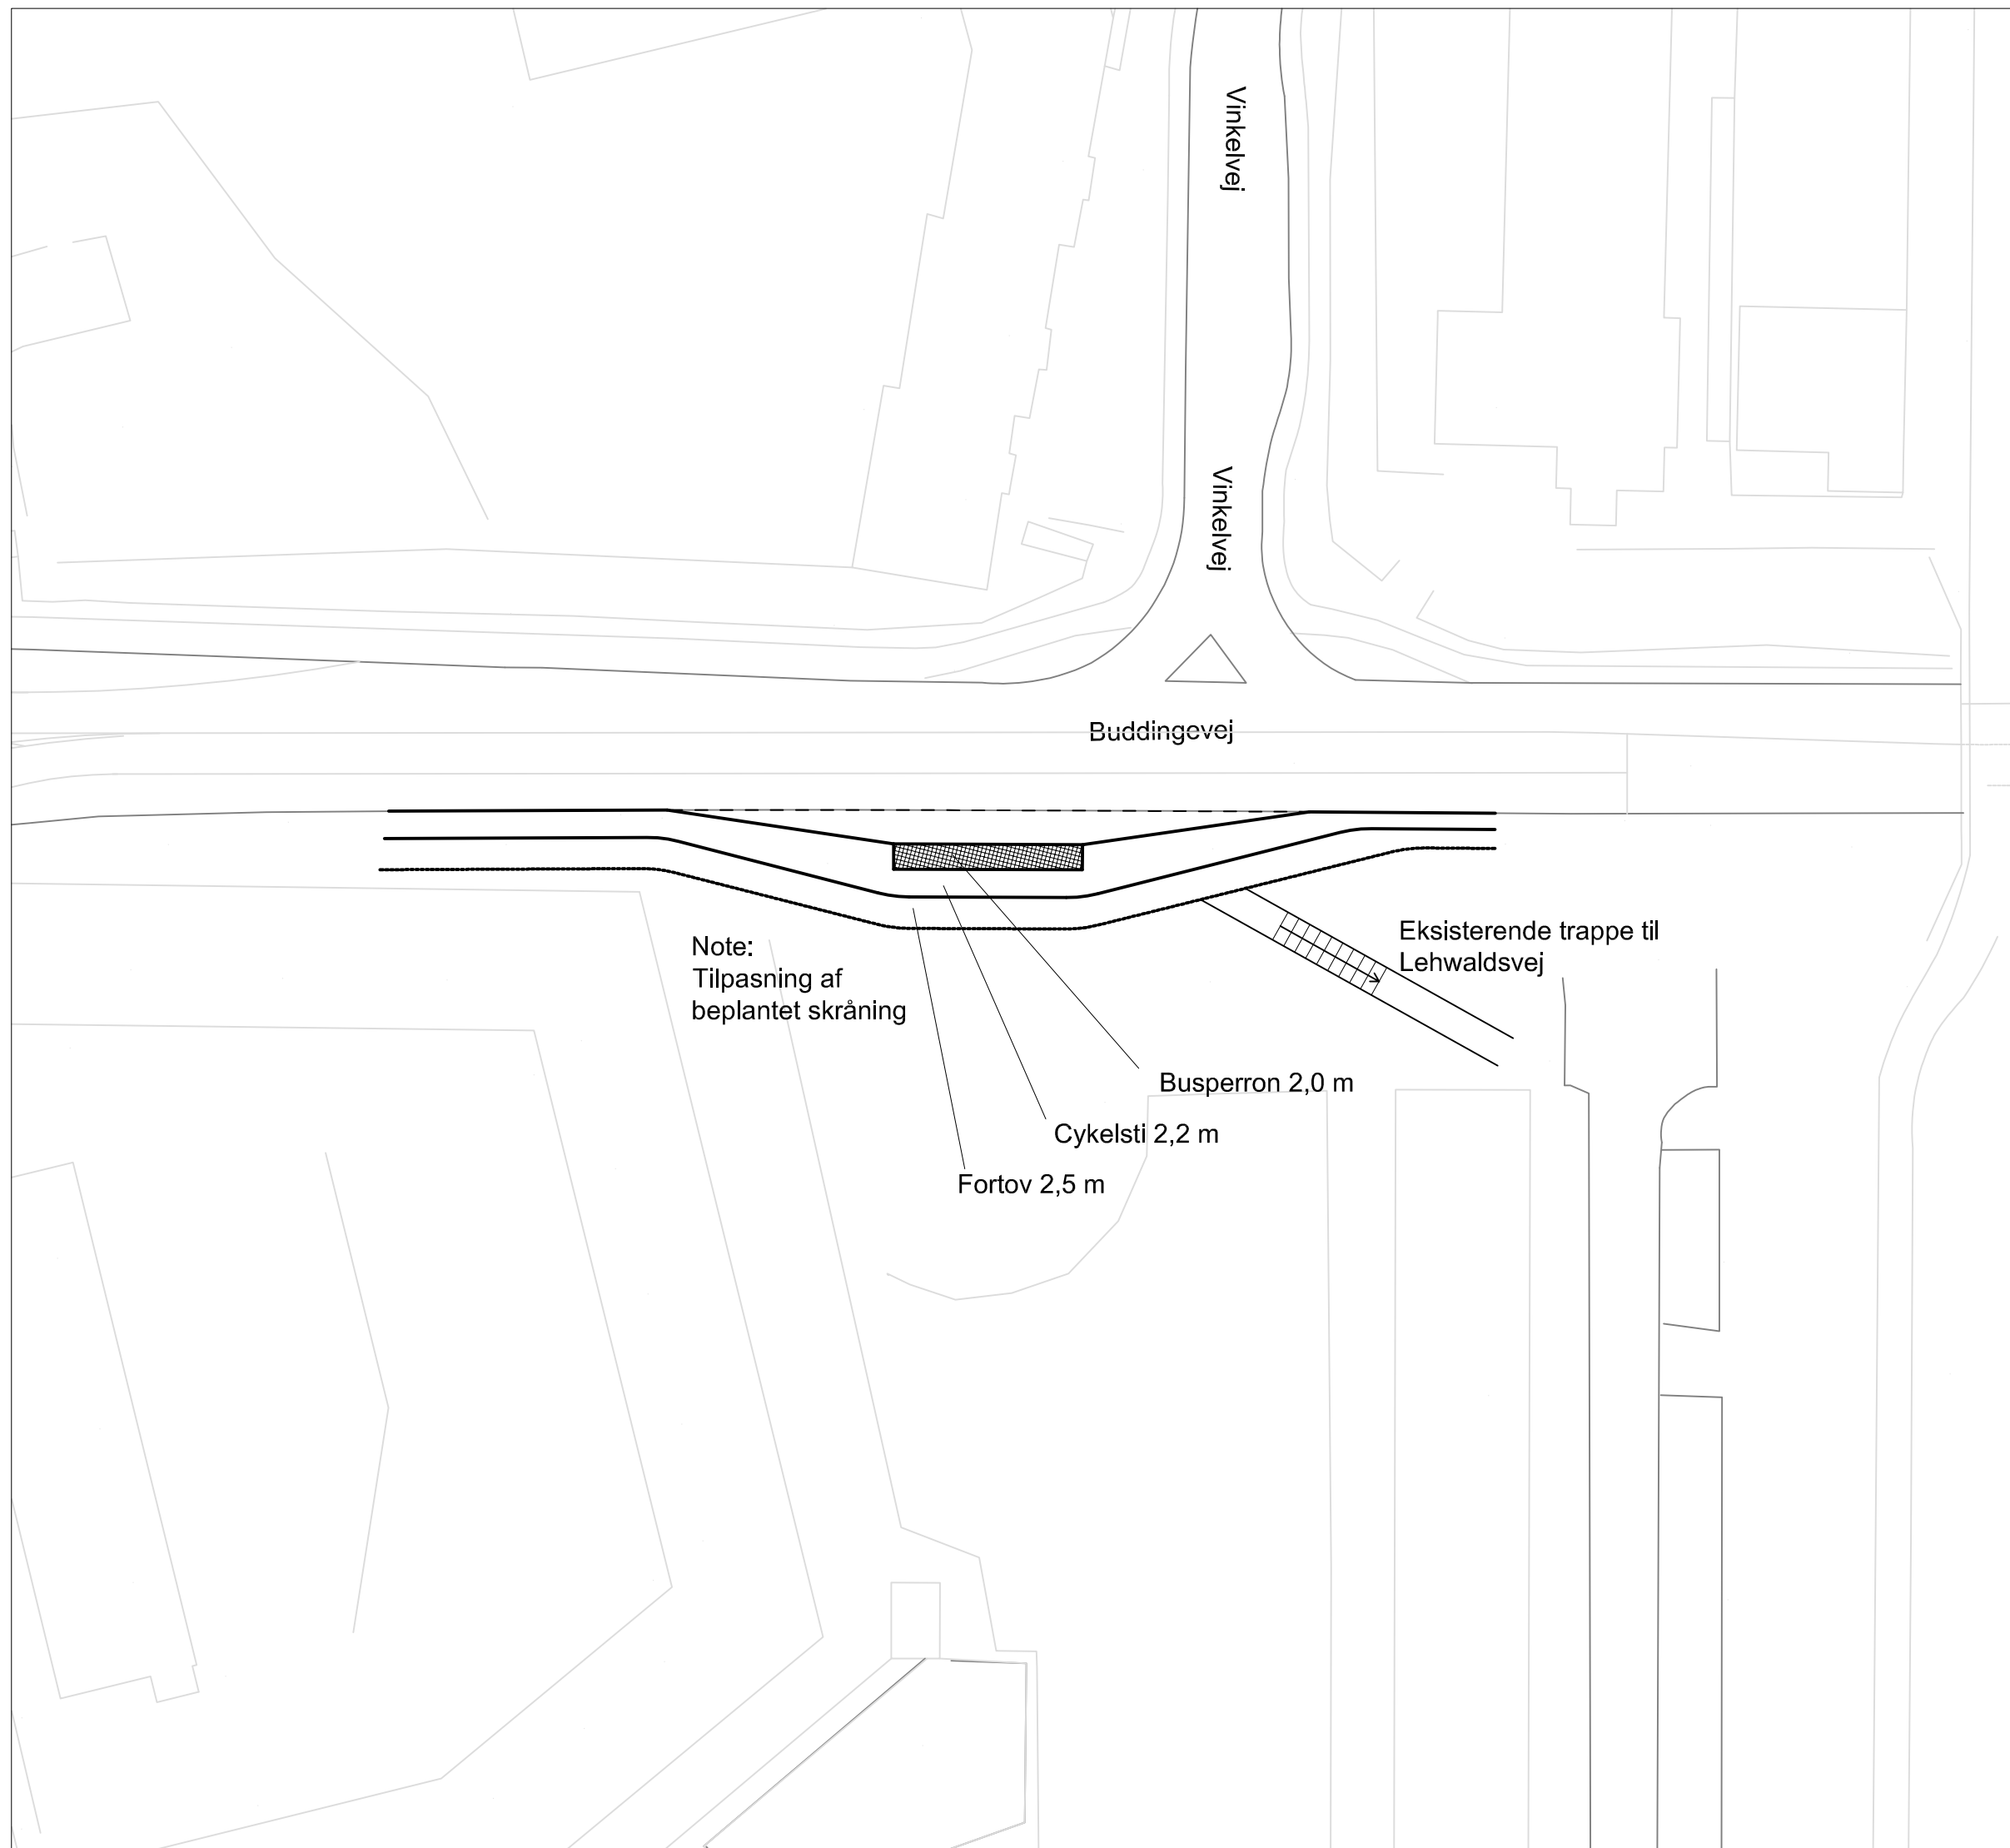 Vinkelvej
Vinkelvej
Buddingevej
Eksisterende trappe til
Lehwaldsvej
Note:
Tilpasning af
beplantet skråning
Busperron 2,0 m
Cykelsti 2,2 m
Fortov 2,5 m